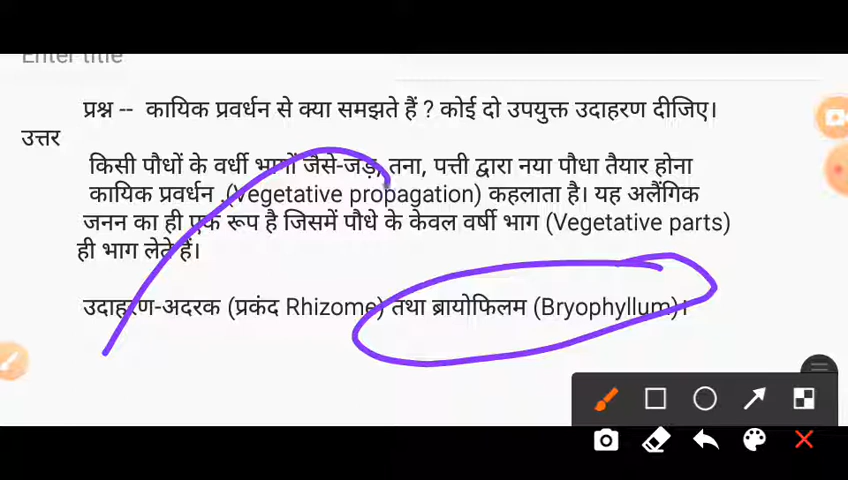 Enter title
प्रश्न -- कायिक प्रवर्धन से क्या समझते हैं ? कोई दो उपयुक्त उदाहरण दीजिए।
उत्तर
किसी पौधों के वर्धी भागों जैसे-जड़, तना, पत्ती द्वारा नया पौधा तैयार होना
कायिक प्रवर्धन .(Vegetative propagation) कहलाता है। यह अलैंगिक
जनन का ही एक रूप है जिसमें पौधे के केवल वर्षी भाग (Vegetative parts)
ही भाग लेते हैं।
उदाहरण-अदरक (प्रकंद Rhizome) तथा ब्रायोफिलम (Bryophyllum)।